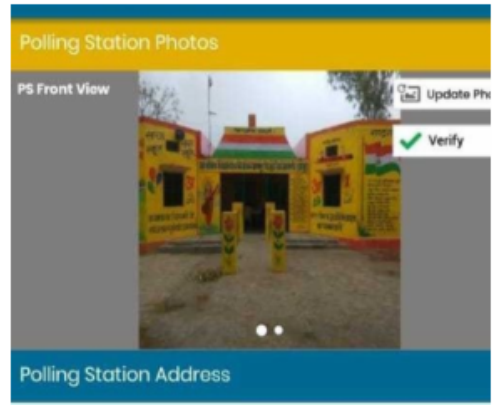 Polling Station Photos
PS Front View
Update Pho
Verify
Polling Station Address